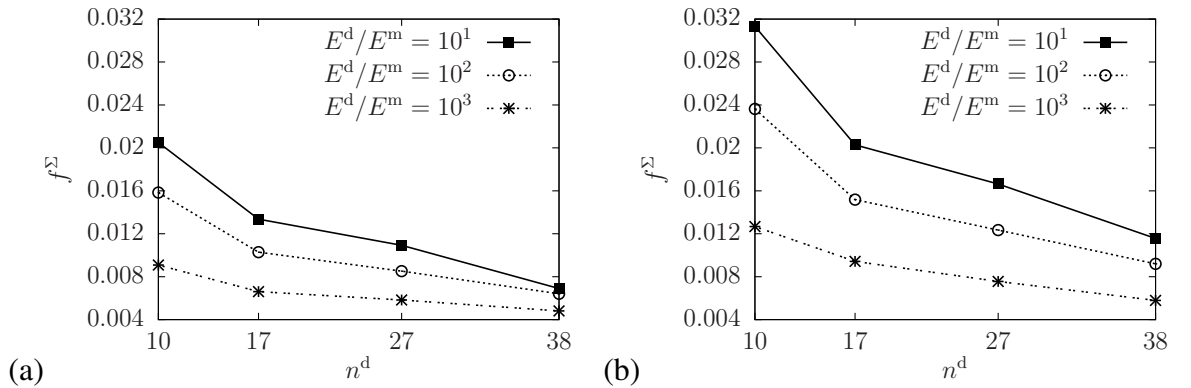 0.032
0.028
0.024
0.02
0.016
0.012
0.008
0.004
f^Σ
10 17 27 38
n^d
E^d/E^m = 10^1
E^d/E^m = 10^2
E^d/E^m = 10^3
(a)
0.032
0.028
0.024
0.02
0.016
0.012
0.008
0.004
f^Σ
10 17 27 38
n^d
E^d/E^m = 10^1
E^d/E^m = 10^2
E^d/E^m = 10^3
(b)